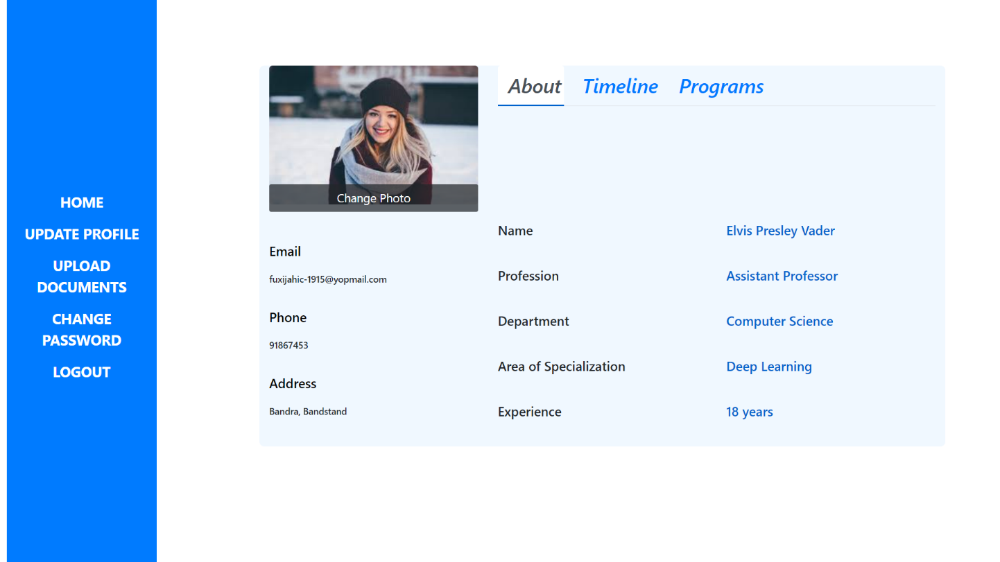 HOME
UPDATE PROFILE
UPLOAD
DOCUMENTS
CHANGE
PASSWORD
LOGOUT
Change Photo
Email
fuxijahic-1915@yopmail.com
Phone
91867453
Address
Bandra, Bandstand
About Timeline Programs
Name Elvis Presley Vader
Profession Assistant Professor
Department Computer Science
Area of Specialization Deep Learning
Experience 18 years